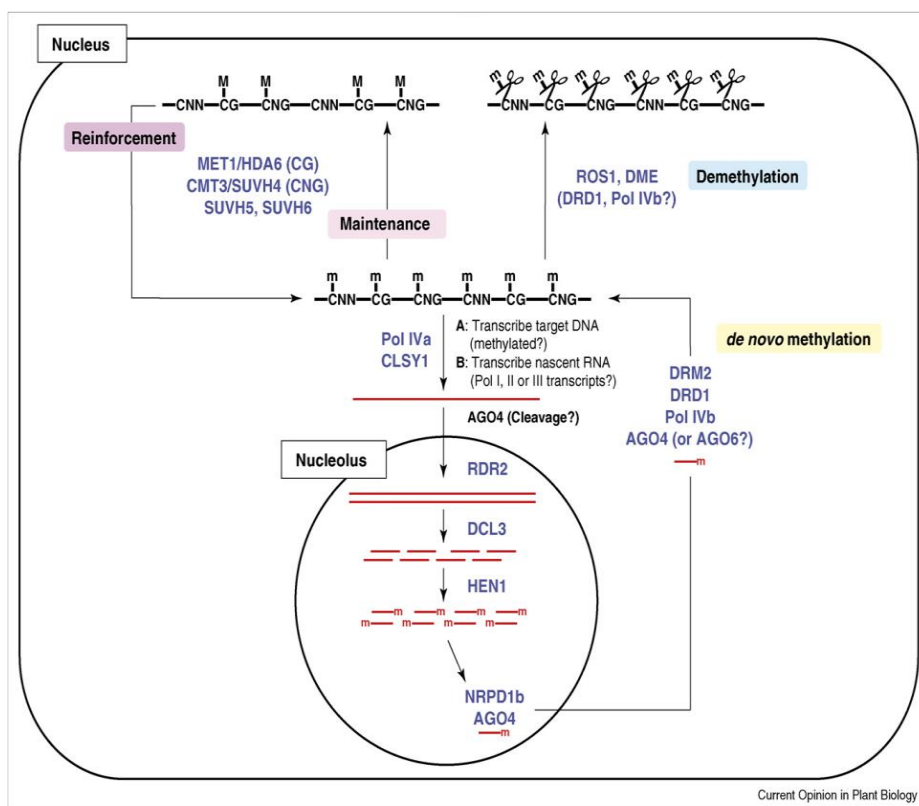 Nucleus
M M M M
CNN CG CNG CNN CG CNG
m m m m m m
CNN CG CNG CNN CG CNG
Reinforcement
MET1/HDA6 (CG)
CMT3/SUVH4 (CNG)
SUVH5, SUVH6
Maintenance
ROS1, DME
(DRD1, Pol IVb?)
Demethylation
m m m m m m
CNN CG CNG CNN CG CNG
Pol IVa
CLSY1
A: Transcribe target DNA
(methylated?)
B: Transcribe nascent RNA
(Pol I, II or III transcripts?)
AGO4 (Cleavage?)
de novo methylation
DRM2
DRD1
Pol IVb
AGO4 (or AGO6?)
m
Nucleolus
RDR2
DCL3
HEN1
m m m m
m m m m
NRPD1b
AGO4
m
Current Opinion in Plant Biology